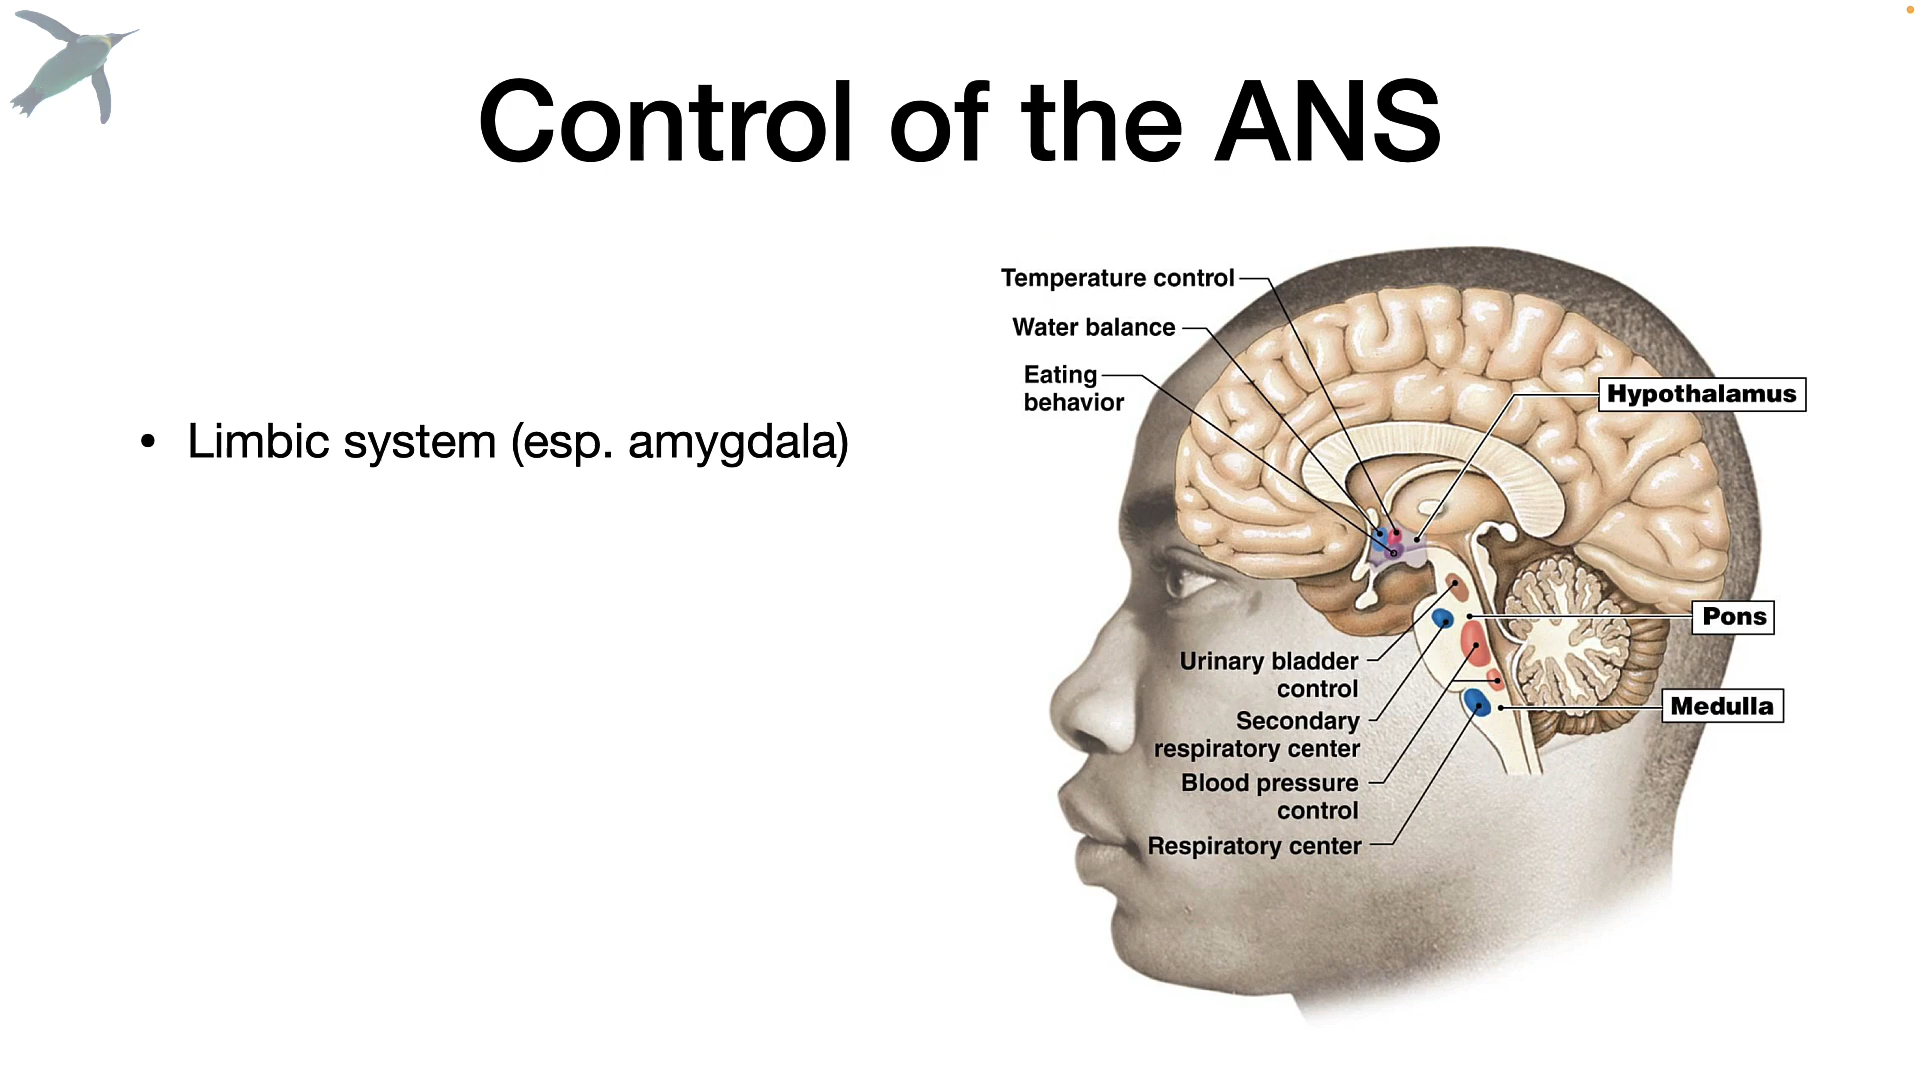 Control of the ANS
• Limbic system (esp. amygdala)
Temperature control
Water balance
Eating
behavior
Hypothalamus
Pons
Urinary bladder
control
Medulla
Secondary
respiratory center
Blood pressure
control
Respiratory center